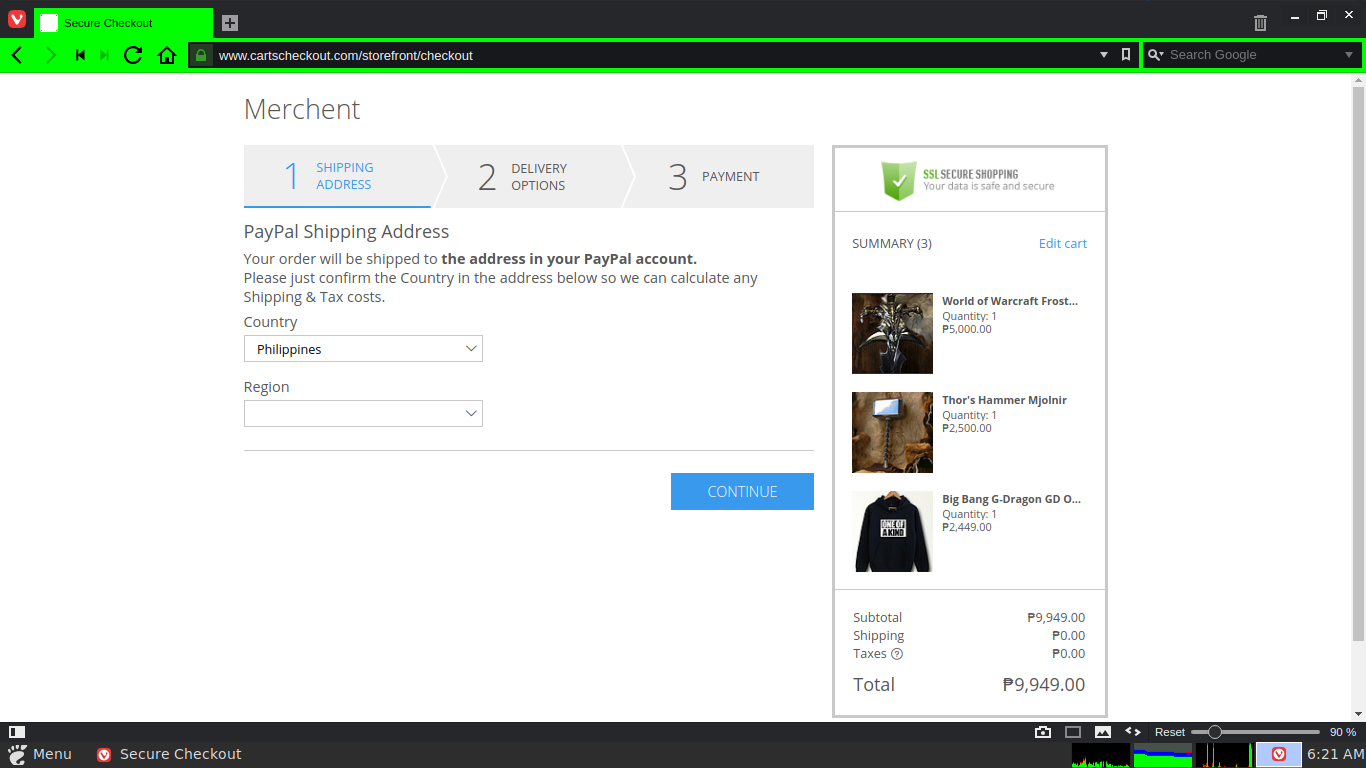 Secure Checkout
www.cartscheckout.com/storefront/checkout
Search Google
Merchent
1 SHIPPING
ADDRESS
2 DELIVERY
OPTIONS
3 PAYMENT
PayPal Shipping Address
Your order will be shipped to the address in your PayPal account.
Please just confirm the Country in the address below so we can calculate any
Shipping & Tax costs.
Country
Philippines
Region
CONTINUE
SSL SECURE SHOPPING
Your data is safe and secure
SUMMARY (3)
Edit cart
World of Warcraft Frost...
Quantity: 1
₱5,000.00
Thor's Hammer Mjolnir
Quantity: 1
₱2,500.00
ONE OF
A KIND
Big Bang G-Dragon GD O...
Quantity: 1
₱2,449.00
Subtotal ₱9,949.00
Shipping ₱0.00
Taxes ? ₱0.00
Total ₱9,949.00
Reset 90 %
Menu
Secure Checkout
6:21 AM